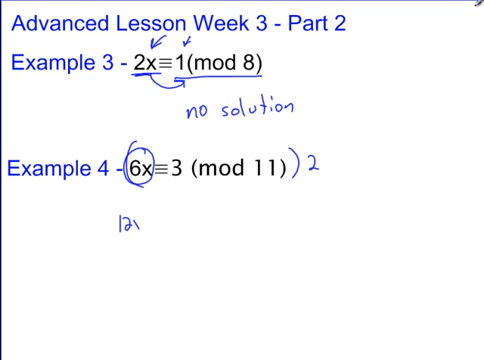 Advanced Lesson Week 3 - Part 2
Example 3 - 2x≡1(mod 8)
no solution
Example 4 - (6x≡3 (mod 11))2
12x